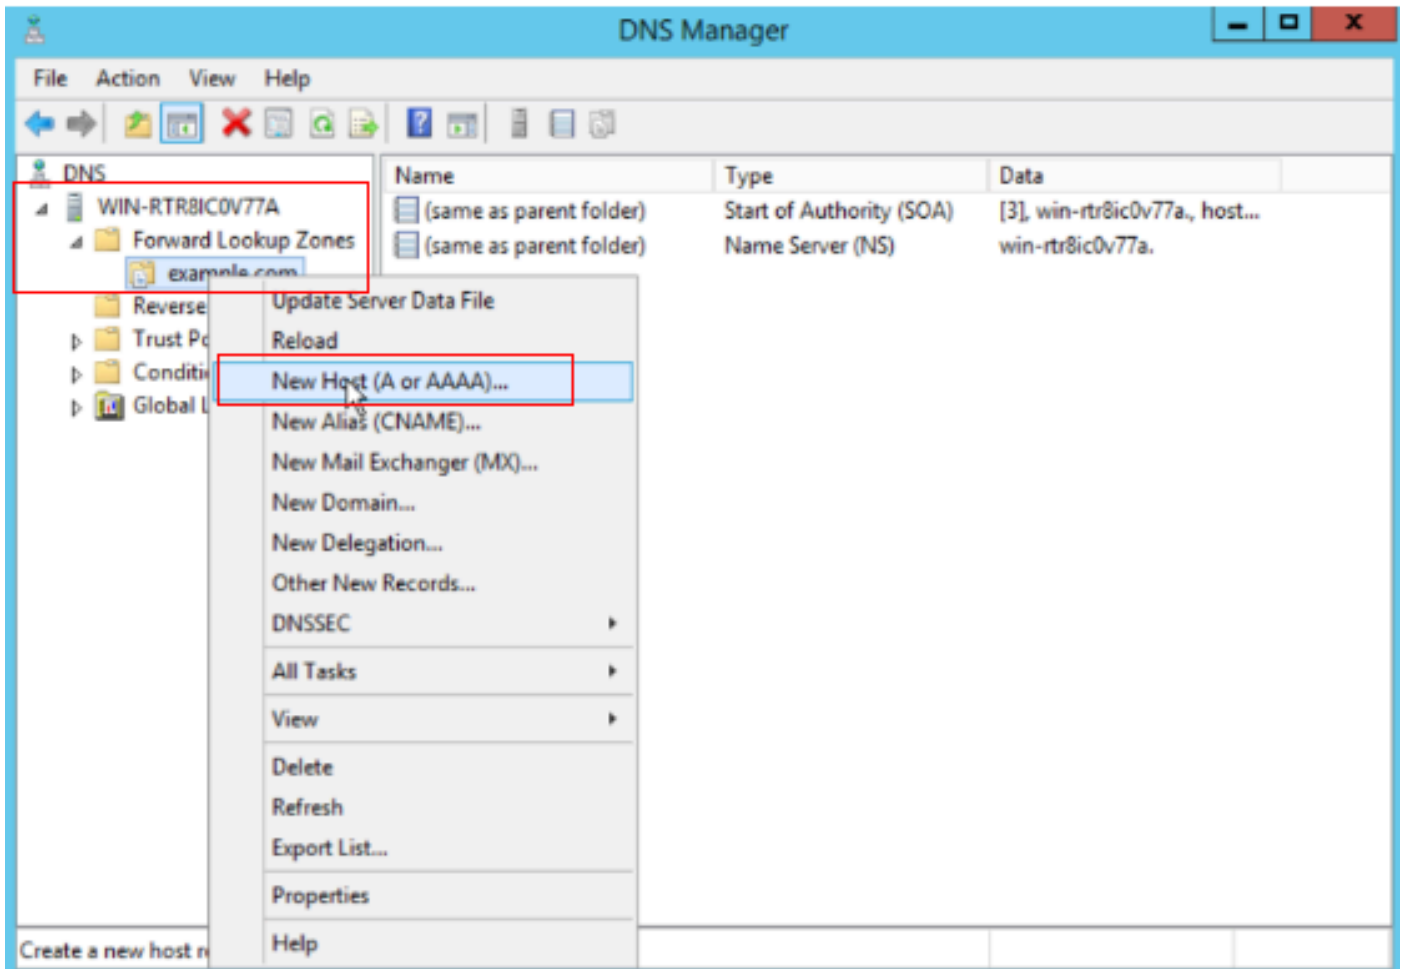 DNS Manager
File Action View Help
DNS
Name Type Data
WIN-RTR8IC0V77A
(same as parent folder) Start of Authority (SOA) [3], win-rtr8ic0v77a., host...
Forward Lookup Zones
(same as parent folder) Name Server (NS) win-rtr8ic0v77a.
example.com
Reverse
Trust Po
Conditi
Global L
Update Server Data File
Reload
New Host (A or AAAA)...
New Alias (CNAME)...
New Mail Exchanger (MX)...
New Domain...
New Delegation...
Other New Records...
DNSSEC
All Tasks
View
Delete
Refresh
Export List...
Properties
Help
Create a new host r